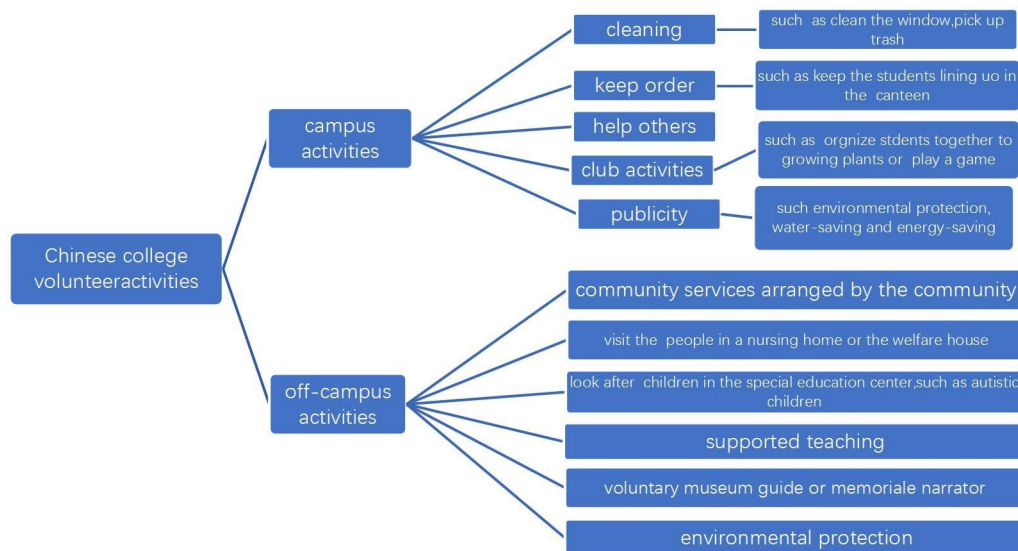 Chinese college
volunteeractivities
campus
activities
cleaning
such as clean the window,pick up
trash
keep order
such as keep the students lining uo in
the canteen
help others
club activities
such as orgnize stdents together to
growing plants or play a game
publicity
such environmental protection,
water-saving and energy-saving
off-campus
activities
community services arranged by the community
visit the people in a nursing home or the welfare house
look after children in the special education center,such as autistic
children
supported teaching
voluntary museum guide or memoriale narrator
environmental protection